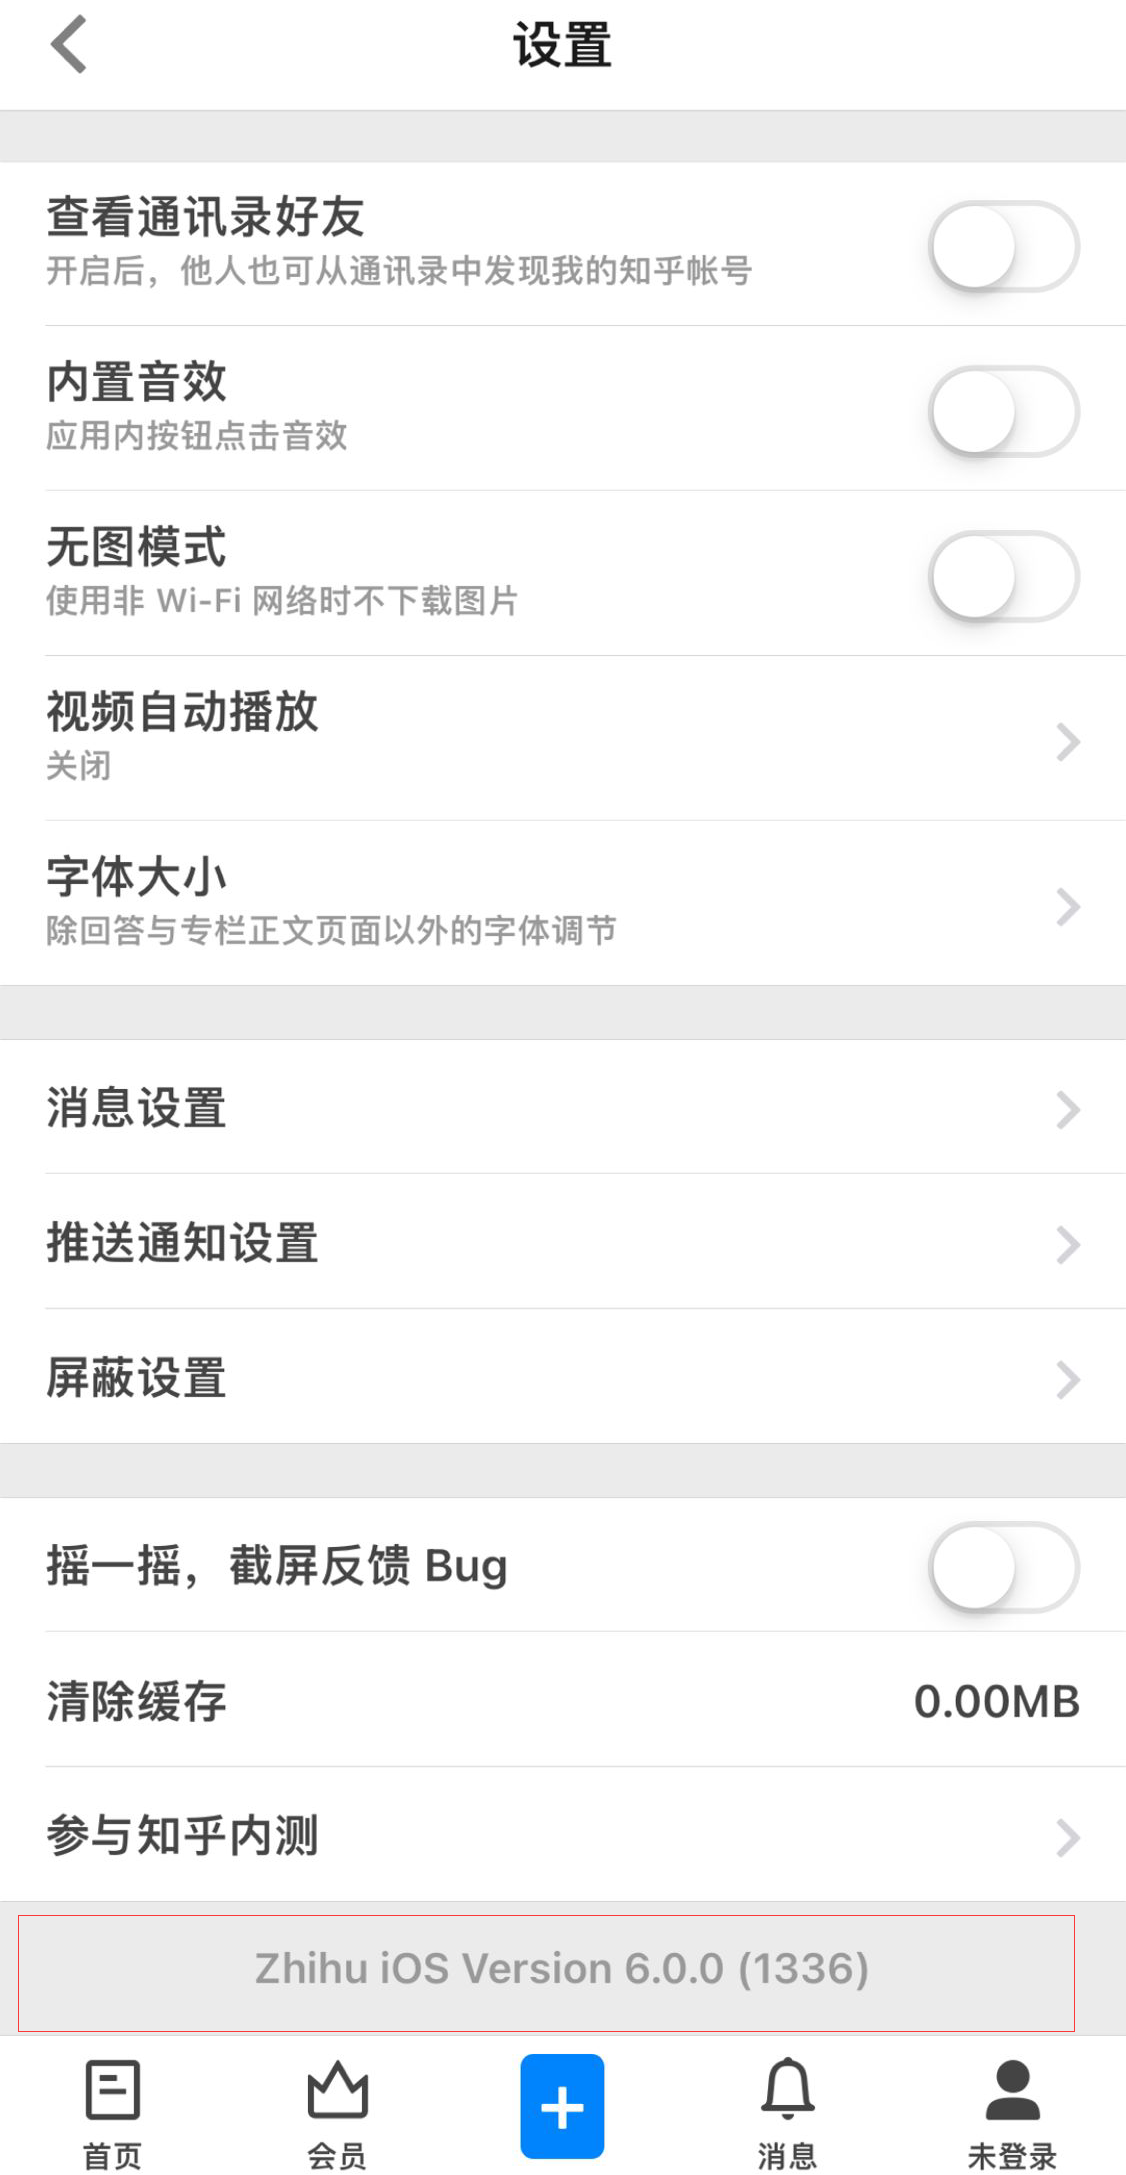 设置
查看通讯录好友
开启后，他人也可从通讯录中发现我的知乎帐号
内置音效
应用内按钮点击音效
无图模式
使用非 Wi-Fi 网络时不下载图片
视频自动播放
关闭
字体大小
除回答与专栏正文页面以外的字体调节
消息设置
推送通知设置
屏蔽设置
摇一摇，截屏反馈 Bug
清除缓存 0.00MB
参与知乎内测
Zhihu iOS Version 6.0.0 (1336)
首页 会员 消息 未登录